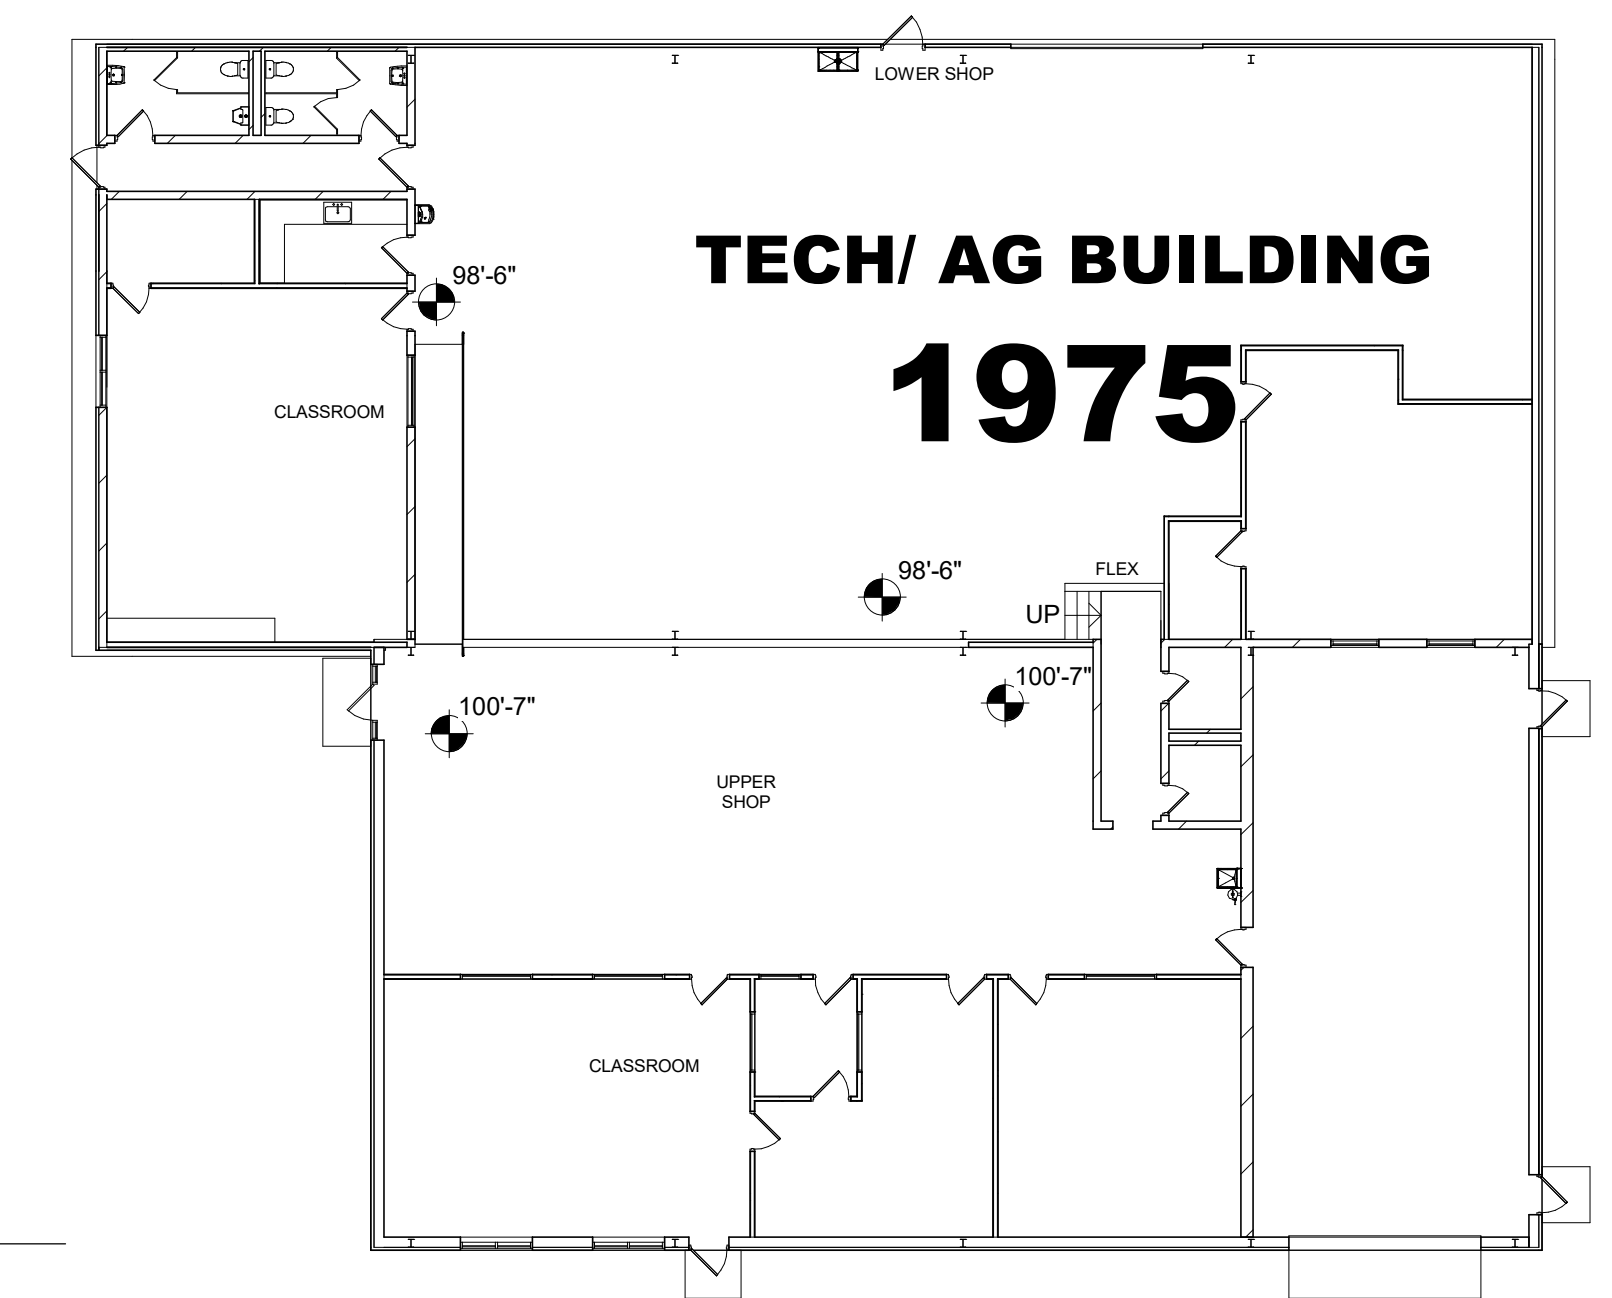 LOWER SHOP
TECH/ AG BUILDING
98'-6"
1975
CLASSROOM
98'-6"
FLEX
UP
100'-7"
100'-7"
UPPER
SHOP
CLASSROOM